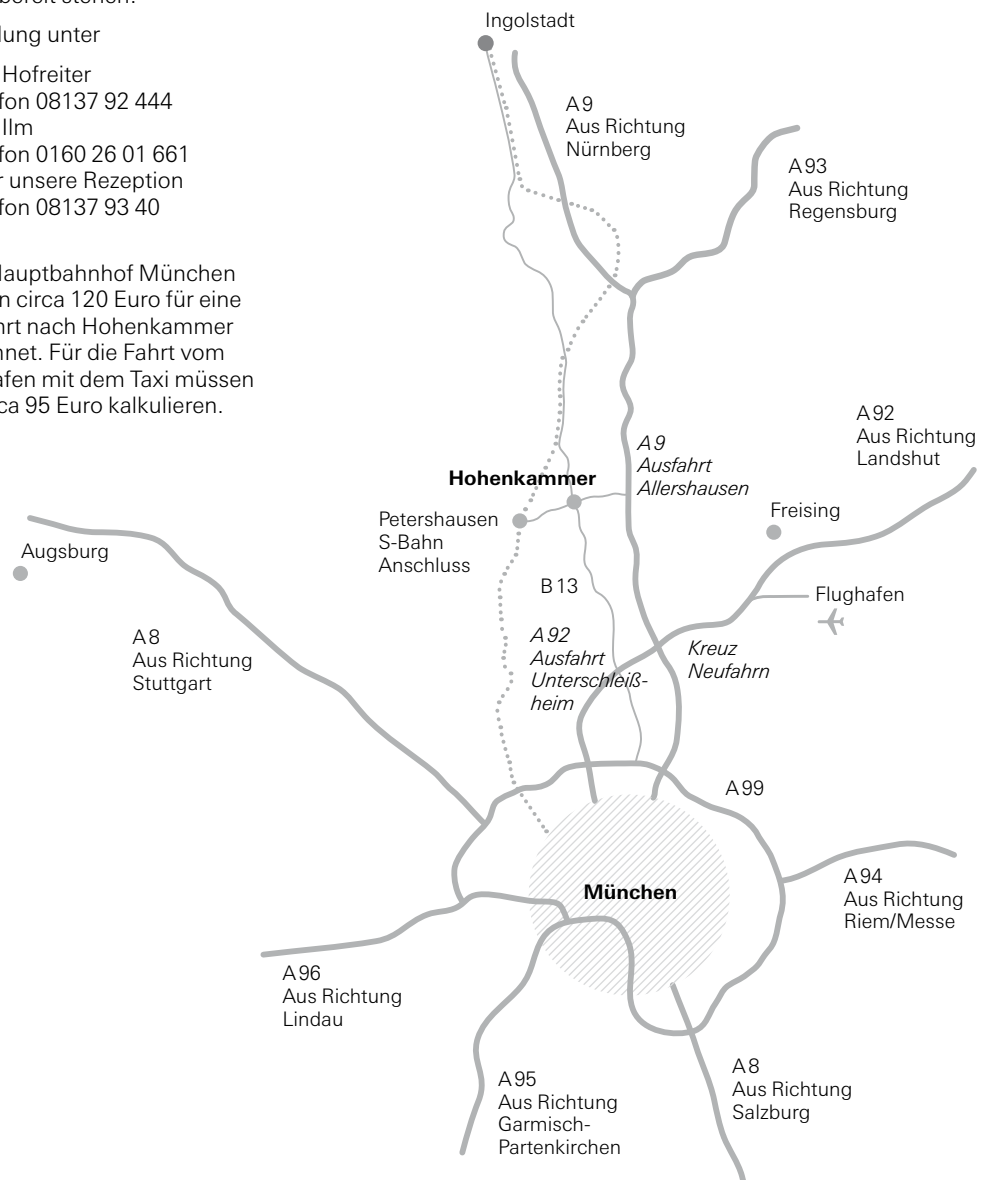 bereit stehen.
lung unter
Hofreiter
fon 08137 92 444
Ilm
fon 0160 26 01 661
r unsere Rezeption
fon 08137 93 40
Hauptbahnhof München
n circa 120 Euro für eine
hrt nach Hohenkammer
hnet. Für die Fahrt vom
afen mit dem Taxi müssen
ca 95 Euro kalkulieren.
Ingolstadt
A 9
Aus Richtung
Nürnberg
A 93
Aus Richtung
Regensburg
A 92
Aus Richtung
Landshut
A 9
Ausfahrt
Allershausen
Hohenkammer
Petershausen
S-Bahn
Anschluss
Freising
Augsburg
B 13
Flughafen
A 8
Aus Richtung
Stuttgart
A 92
Ausfahrt
Unterschleiß-
heim
Kreuz
Neufahrn
A 99
München
A 94
Aus Richtung
Riem/Messe
A 96
Aus Richtung
Lindau
A 95
Aus Richtung
Garmisch-
Partenkirchen
A 8
Aus Richtung
Salzburg